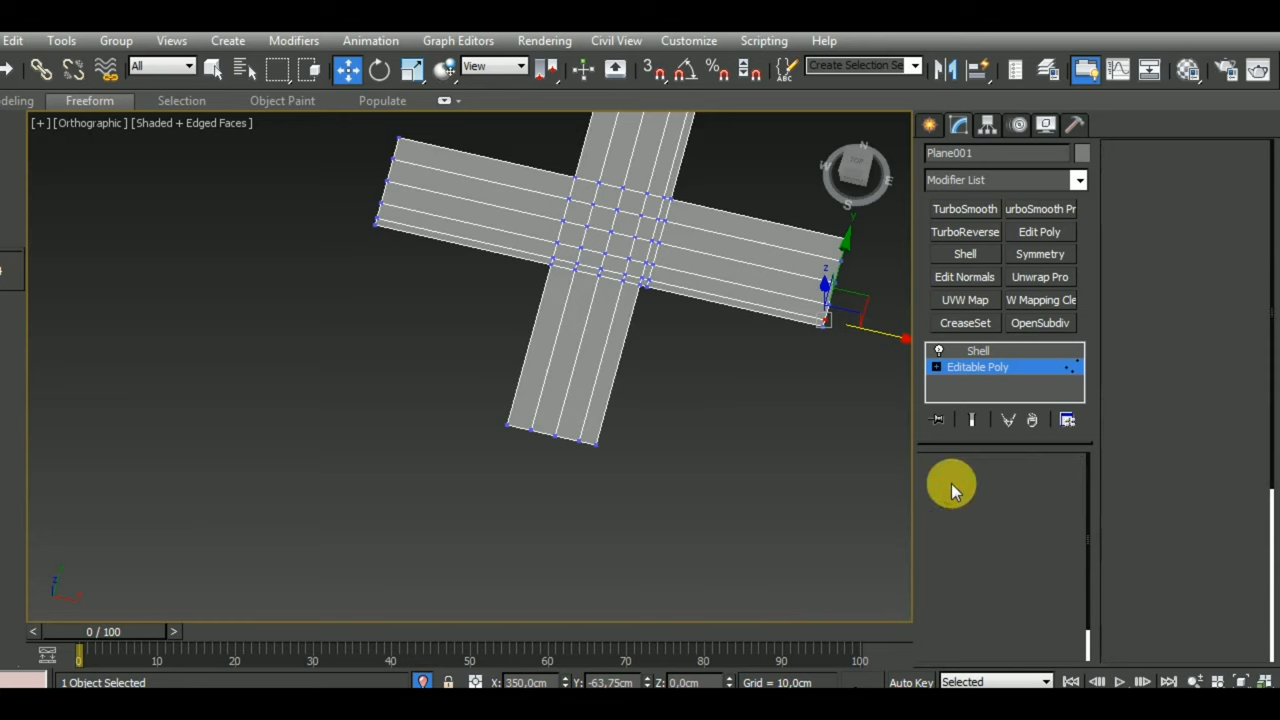 Edit Tools Group Views Create Modifiers Animation Graph Editors Rendering Civil View Customize Scripting Help
All View 3 Create Selection Se
deling Freeform Selection Object Paint Populate
[+] [Orthographic] [Shaded + Edged Faces]
N
W TOP E
S
Plane001
Modifier List
TurboSmooth urboSmooth Pr
TurboReverse Edit Poly
Shell Symmetry
Edit Normals Unwrap Pro
UVW Map W Mapping Cle
CreaseSet OpenSubdiv
Shell
Editable Poly
y
z
z
< 0 / 100 >
0 10 20 30 40 50 60 70 80 90 100
1 Object Selected X: 350,0cm Y: -63,75cm Z: 0,0cm Grid = 10,0cm Auto Key Selected